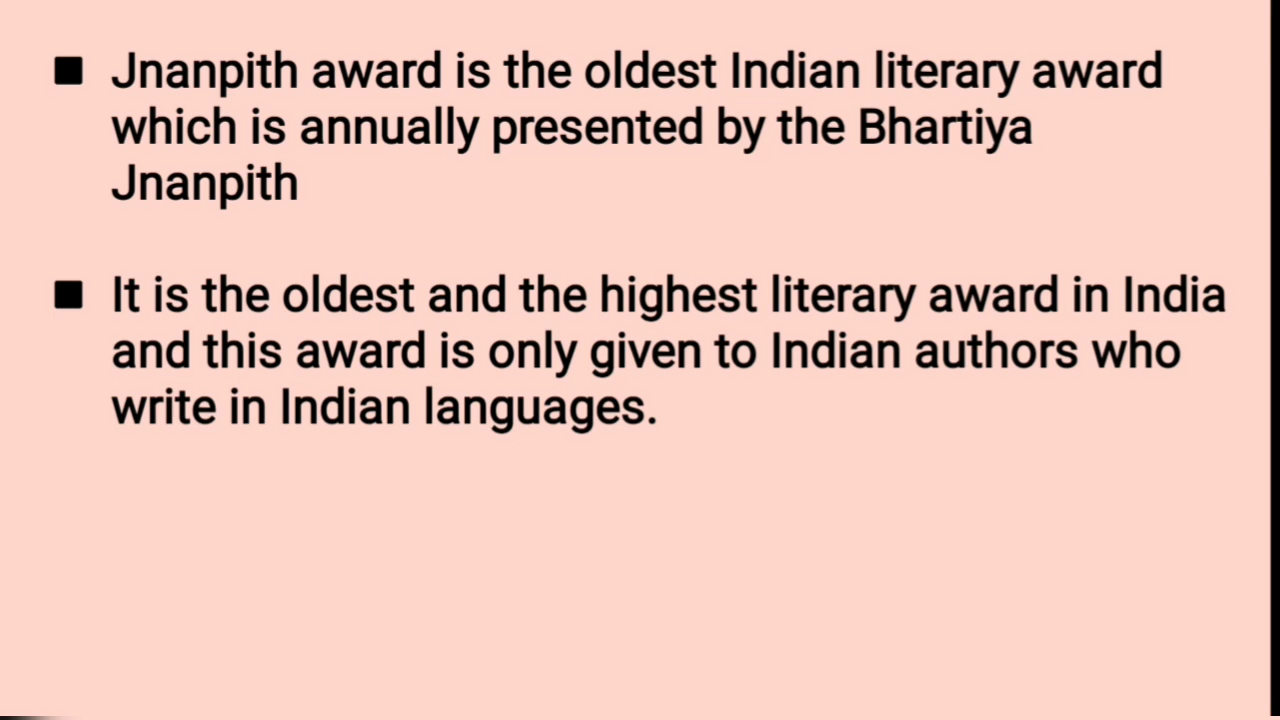 ■ Jnanpith award is the oldest Indian literary award
which is annually presented by the Bhartiya
Jnanpith
■ It is the oldest and the highest literary award in India
and this award is only given to Indian authors who
write in Indian languages.